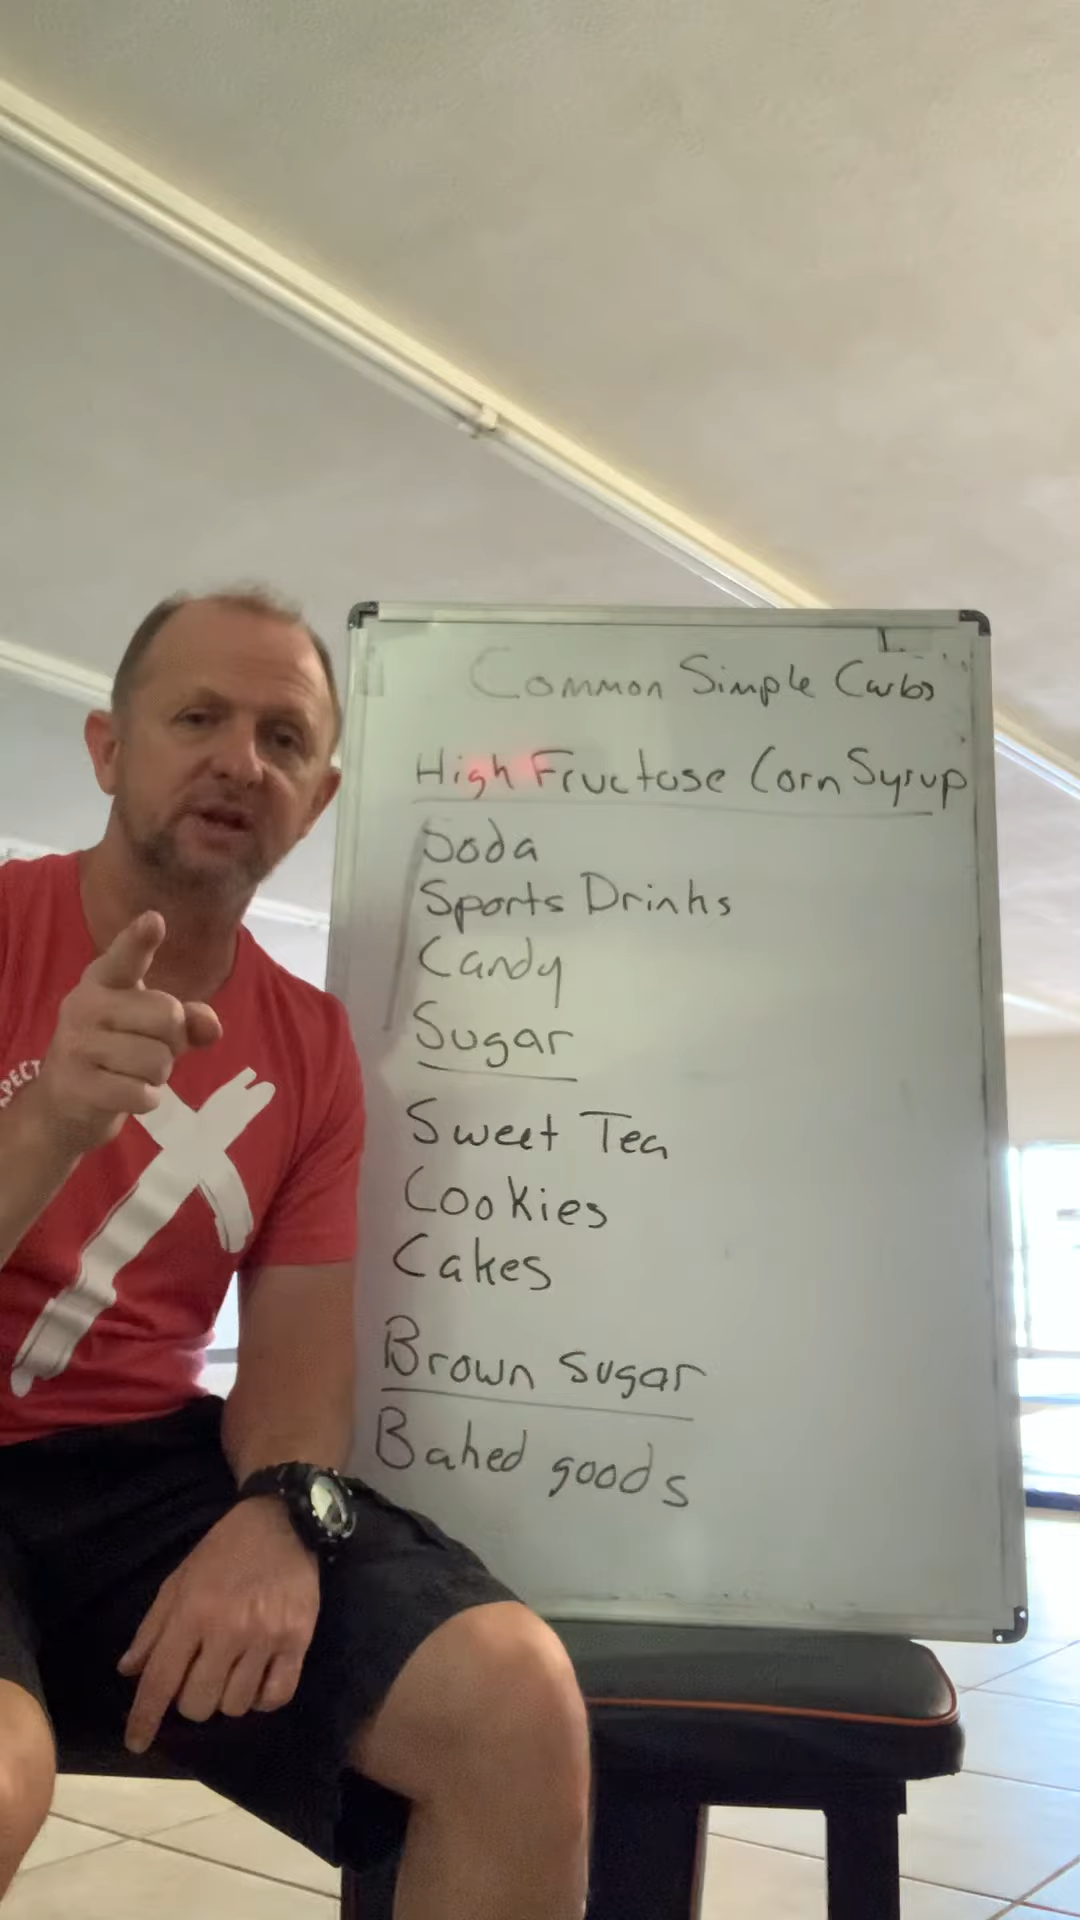 Common Simple Carbs
High Fructose Corn Syrup
Soda
Sports Drinks
Candy
Sugar
Sweet Tea
Cookies
Cakes
Brown Sugar
Baked goods